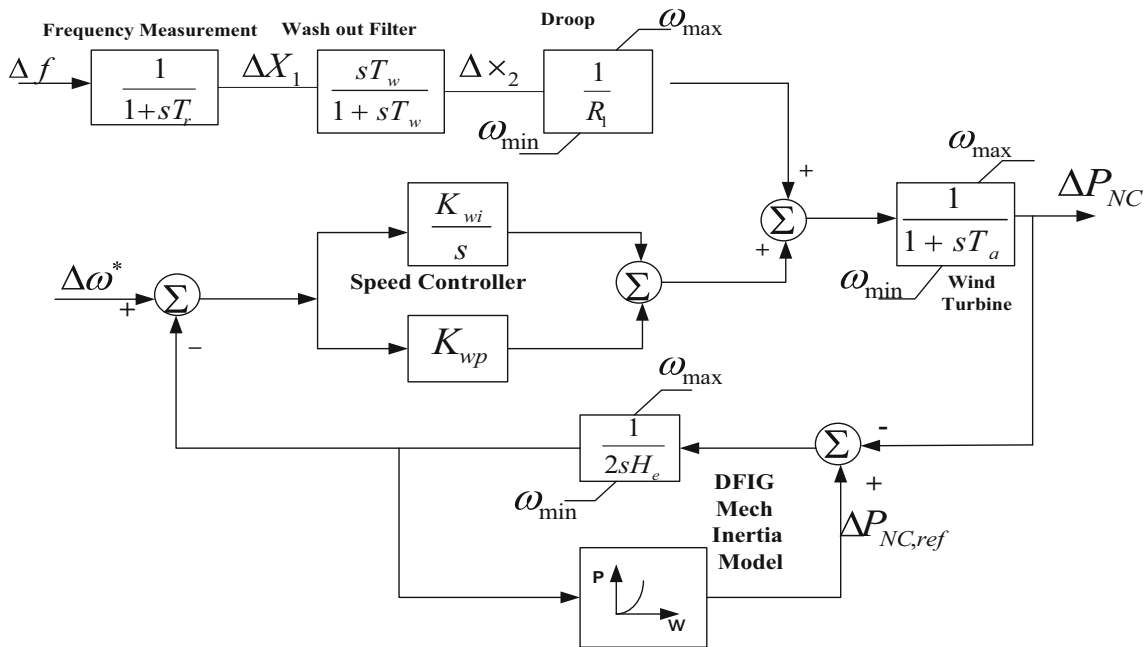 Frequency Measurement
Wash out Filter
Droop
ω_max
Δf
1
1+sT_r
ΔX_1
sT_w
1 + sT_w
Δ×_2
1
R_1
ω_min
+
ω_max
ΔP_NC
K_wi
s
Σ
+
1
1 + sT_a
ω_min
Wind
Turbine
Δω*
Σ
+
−
Speed Controller
Σ
K_wp
ω_max
1
2sH_e
ω_min
Σ
-
+
DFIG
Mech
Inertia
Model
ΔP_NC,ref
P
W